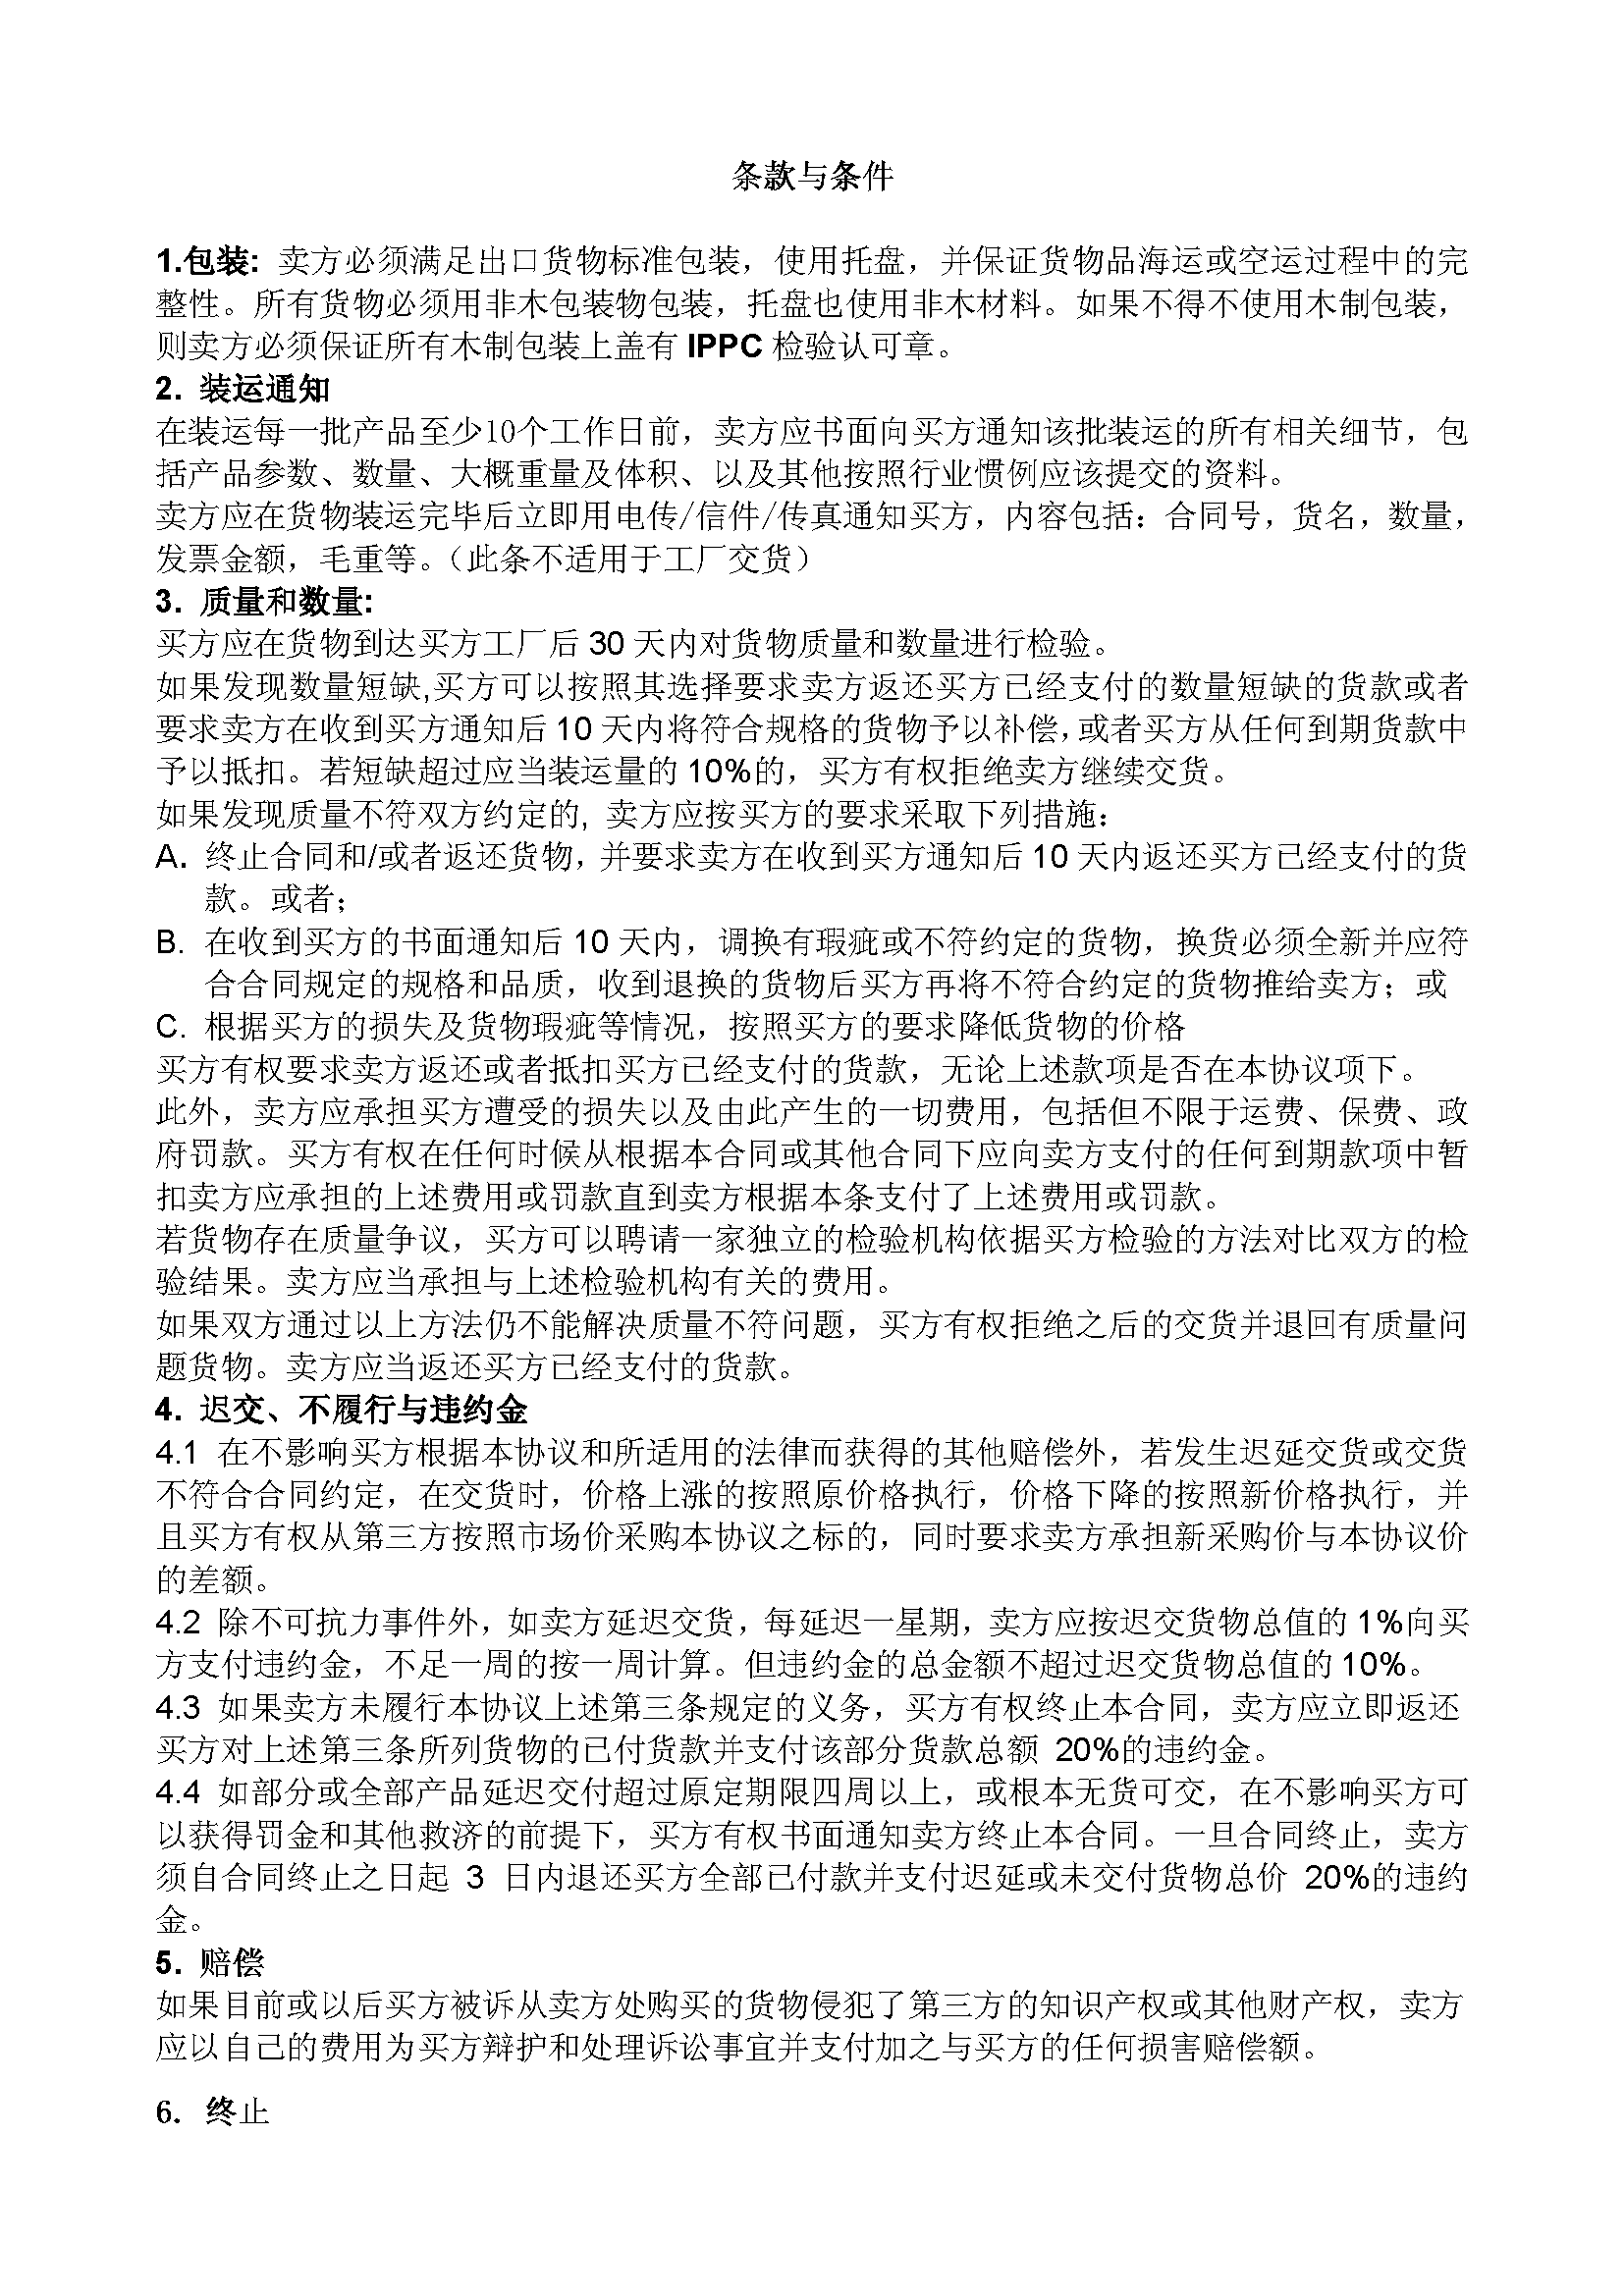 条款与条件
1.包装: 卖方必须满足出口货物标准包装，使用托盘，并保证货物品海运或空运过程中的完
整性。所有货物必须用非木包装物包装，托盘也使用非木材料。如果不得不使用木制包装，
则卖方必须保证所有木制包装上盖有 IPPC 检验认可章。
2. 装运通知
在装运每一批产品至少10个工作日前，卖方应书面向买方通知该批装运的所有相关细节，包
括产品参数、数量、大概重量及体积、以及其他按照行业惯例应该提交的资料。
卖方应在货物装运完毕后立即用电传/信件/传真通知买方，内容包括：合同号，货名，数量，
发票金额，毛重等。（此条不适用于工厂交货）
3. 质量和数量:
买方应在货物到达买方工厂后 30 天内对货物质量和数量进行检验。
如果发现数量短缺,买方可以按照其选择要求卖方返还买方已经支付的数量短缺的货款或者
要求卖方在收到买方通知后 10 天内将符合规格的货物予以补偿，或者买方从任何到期货款中
予以抵扣。若短缺超过应当装运量的 10%的，买方有权拒绝卖方继续交货。
如果发现质量不符双方约定的, 卖方应按买方的要求采取下列措施：
A. 终止合同和/或者返还货物，并要求卖方在收到买方通知后 10 天内返还买方已经支付的货
款。或者；
B. 在收到买方的书面通知后 10 天内，调换有瑕疵或不符约定的货物，换货必须全新并应符
合合同规定的规格和品质，收到退换的货物后买方再将不符合约定的货物推给卖方；或
C. 根据买方的损失及货物瑕疵等情况，按照买方的要求降低货物的价格
买方有权要求卖方返还或者抵扣买方已经支付的货款，无论上述款项是否在本协议项下。
此外，卖方应承担买方遭受的损失以及由此产生的一切费用，包括但不限于运费、保费、政
府罚款。买方有权在任何时候从根据本合同或其他合同下应向卖方支付的任何到期款项中暂
扣卖方应承担的上述费用或罚款直到卖方根据本条支付了上述费用或罚款。
若货物存在质量争议，买方可以聘请一家独立的检验机构依据买方检验的方法对比双方的检
验结果。卖方应当承担与上述检验机构有关的费用。
如果双方通过以上方法仍不能解决质量不符问题，买方有权拒绝之后的交货并退回有质量问
题货物。卖方应当返还买方已经支付的货款。
4. 迟交、不履行与违约金
4.1 在不影响买方根据本协议和所适用的法律而获得的其他赔偿外，若发生迟延交货或交货
不符合合同约定，在交货时，价格上涨的按照原价格执行，价格下降的按照新价格执行，并
且买方有权从第三方按照市场价采购本协议之标的，同时要求卖方承担新采购价与本协议价
的差额。
4.2 除不可抗力事件外，如卖方延迟交货，每延迟一星期，卖方应按迟交货物总值的 1%向买
方支付违约金，不足一周的按一周计算。但违约金的总金额不超过迟交货物总值的 10%。
4.3 如果卖方未履行本协议上述第三条规定的义务，买方有权终止本合同，卖方应立即返还
买方对上述第三条所列货物的已付货款并支付该部分货款总额 20%的违约金。
4.4 如部分或全部产品延迟交付超过原定期限四周以上，或根本无货可交，在不影响买方可
以获得罚金和其他救济的前提下，买方有权书面通知卖方终止本合同。一旦合同终止，卖方
须自合同终止之日起 3 日内退还买方全部已付款并支付迟延或未交付货物总价 20%的违约
金。
5. 赔偿
如果目前或以后买方被诉从卖方处购买的货物侵犯了第三方的知识产权或其他财产权，卖方
应以自己的费用为买方辩护和处理诉讼事宜并支付加之与买方的任何损害赔偿额。
6. 终止